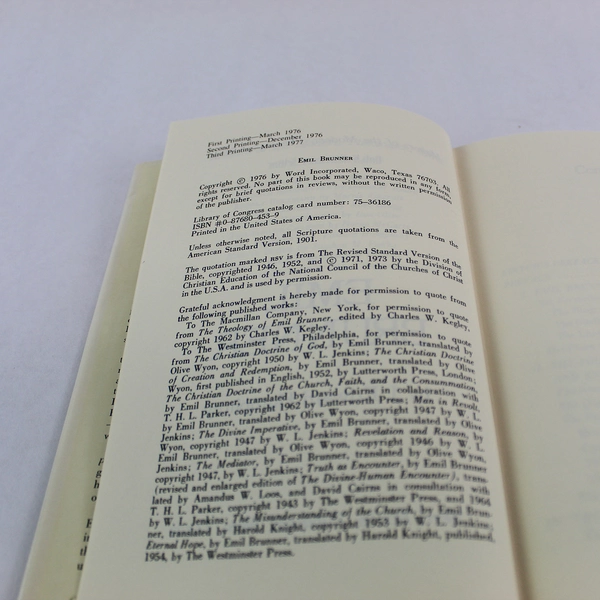 First Printing—March 1976
Second Printing—December 1976
Third Printing—March 1977
EMIL BRUNNER
Copyright © 1976 by Word Incorporated, Waco, Texas 76703. All
rights reserved. No part of this book may be reproduced in any form,
except for brief quotations in reviews, without the written permission
of the publisher.
Library of Congress catalog card number: 75-36186
ISBN #0-87680-453-9
Printed in the United States of America.
Unless otherwise noted, all Scripture quotations are taken from the
American Standard Version, 1901.
The quotation marked RSV is from The Revised Standard Version of the
Bible, copyrighted 1946, 1952, and © 1971, 1973 by the Division of
Christian Education of the National Council of the Churches of Christ
in the U.S.A. and is used by permission.
Grateful acknowledgment is hereby made for permission to quote from
the following published works:
To The Macmillan Company, New York, for permission to quote
from The Theology of Emil Brunner, edited by Charles W. Kegley,
copyright 1962 by Charles W. Kegley.
To The Westminster Press, Philadelphia, for permission to quote
from The Christian Doctrine of God, by Emil Brunner, translated by
Olive Wyon, copyright 1950 by W. L. Jenkins; The Christian Doctrine
of Creation and Redemption, by Emil Brunner, translated by Olive
Wyon, first published in English, 1952, by Lutterworth Press, London;
The Christian Doctrine of the Church, Faith, and the Consummation,
by Emil Brunner, translated by David Cairns in collaboration with
T. H. L. Parker, copyright 1962 by Lutterworth Press; Man in Revolt,
by Emil Brunner, translated by Olive Wyon, copyright 1947 by W. L.
Jenkins; The Divine Imperative, by Emil Brunner, translated by Olive
Wyon, copyright 1947 by W. L. Jenkins; Revelation and Reason, by
Emil Brunner, translated by Olive Wyon, copyright 1946 by W. L.
Jenkins; The Mediator, by Emil Brunner, translated by Olive Wyon,
copyright 1947, by W. L. Jenkins; Truth as Encounter, by Emil Brunner
(revised and enlarged edition of The Divine-Human Encounter), trans-
lated by Amandus W. Loos, and David Cairns in consultation with
T. H. L. Parker, copyright 1943 by The Westminster Press, and 1964
by W. L. Jenkins; The Misunderstanding of the Church, by Emil Brun-
ner, translated by Harold Knight, copyright 1953 by W. L. Jenkins;
Eternal Hope, by Emil Brunner, translated by Harold Knight, published,
1954, by The Westminster Press.